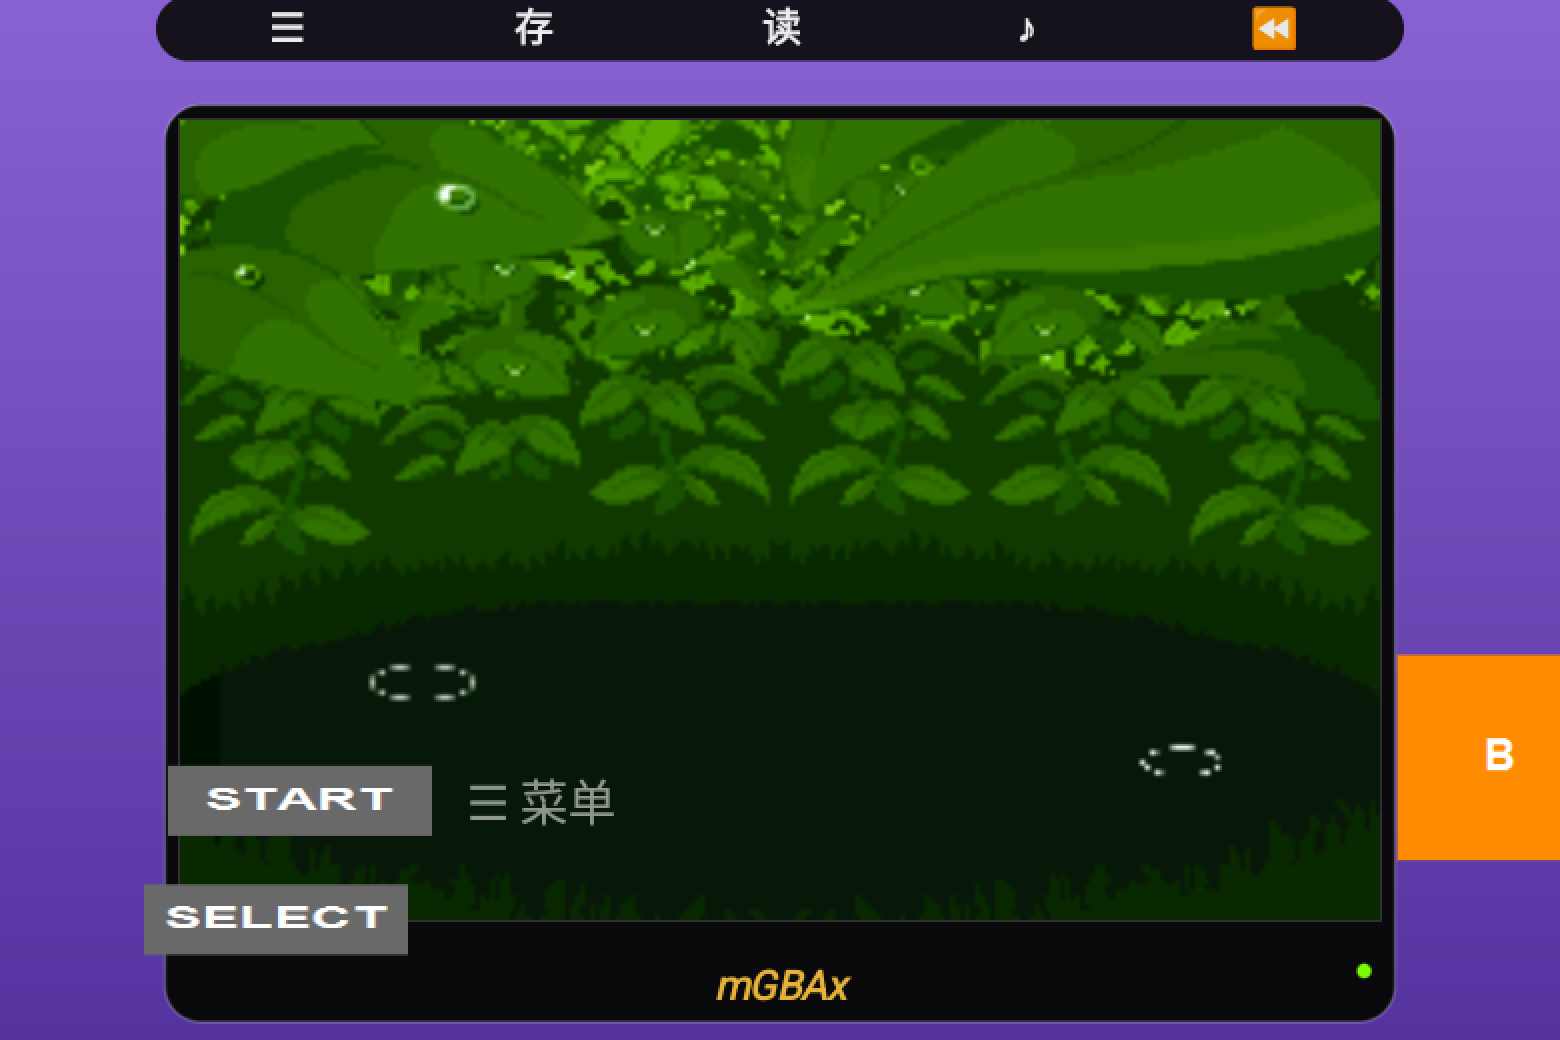 ☰ 存 读 ♪ ⏪
B
START ☰ 菜单
SELECT
mGBAx